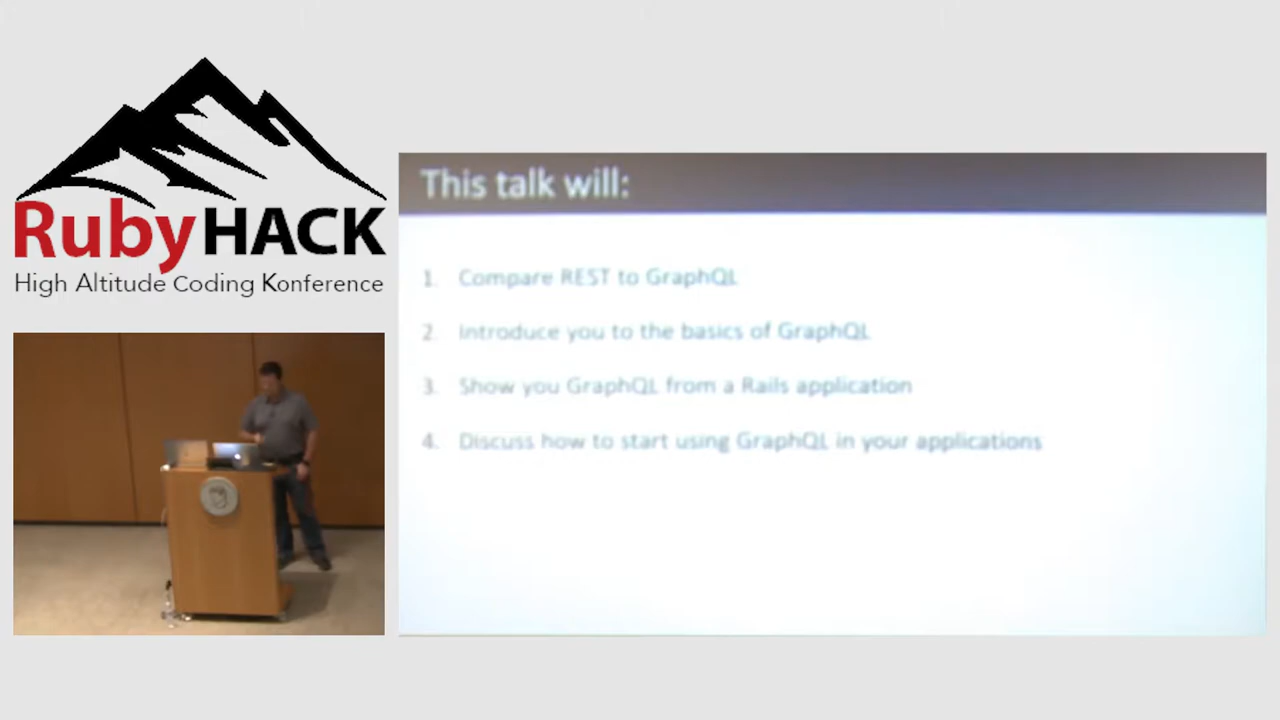 RubyHACK
High Altitude Coding Konference
This talk will:
1. Compare REST to GraphQL
2. Introduce you to the basics of GraphQL
3. Show you GraphQL from a Rails application
4. Discuss how to start using GraphQL in your applications